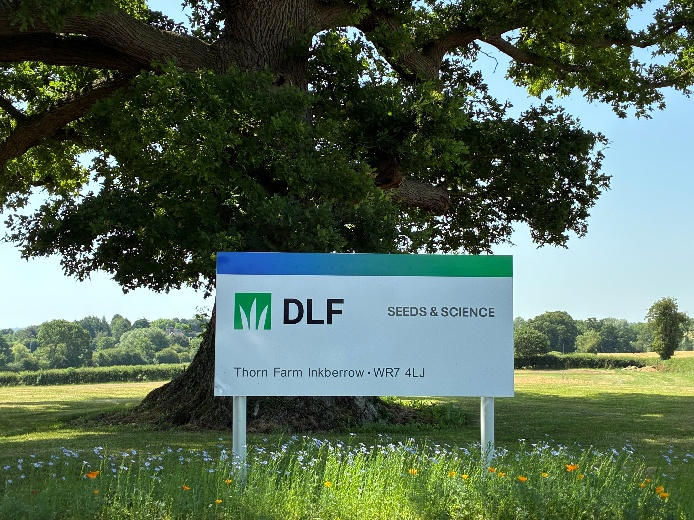 DLF SEEDS & SCIENCE
Thorn Farm Inkberrow • WR7 4LJ